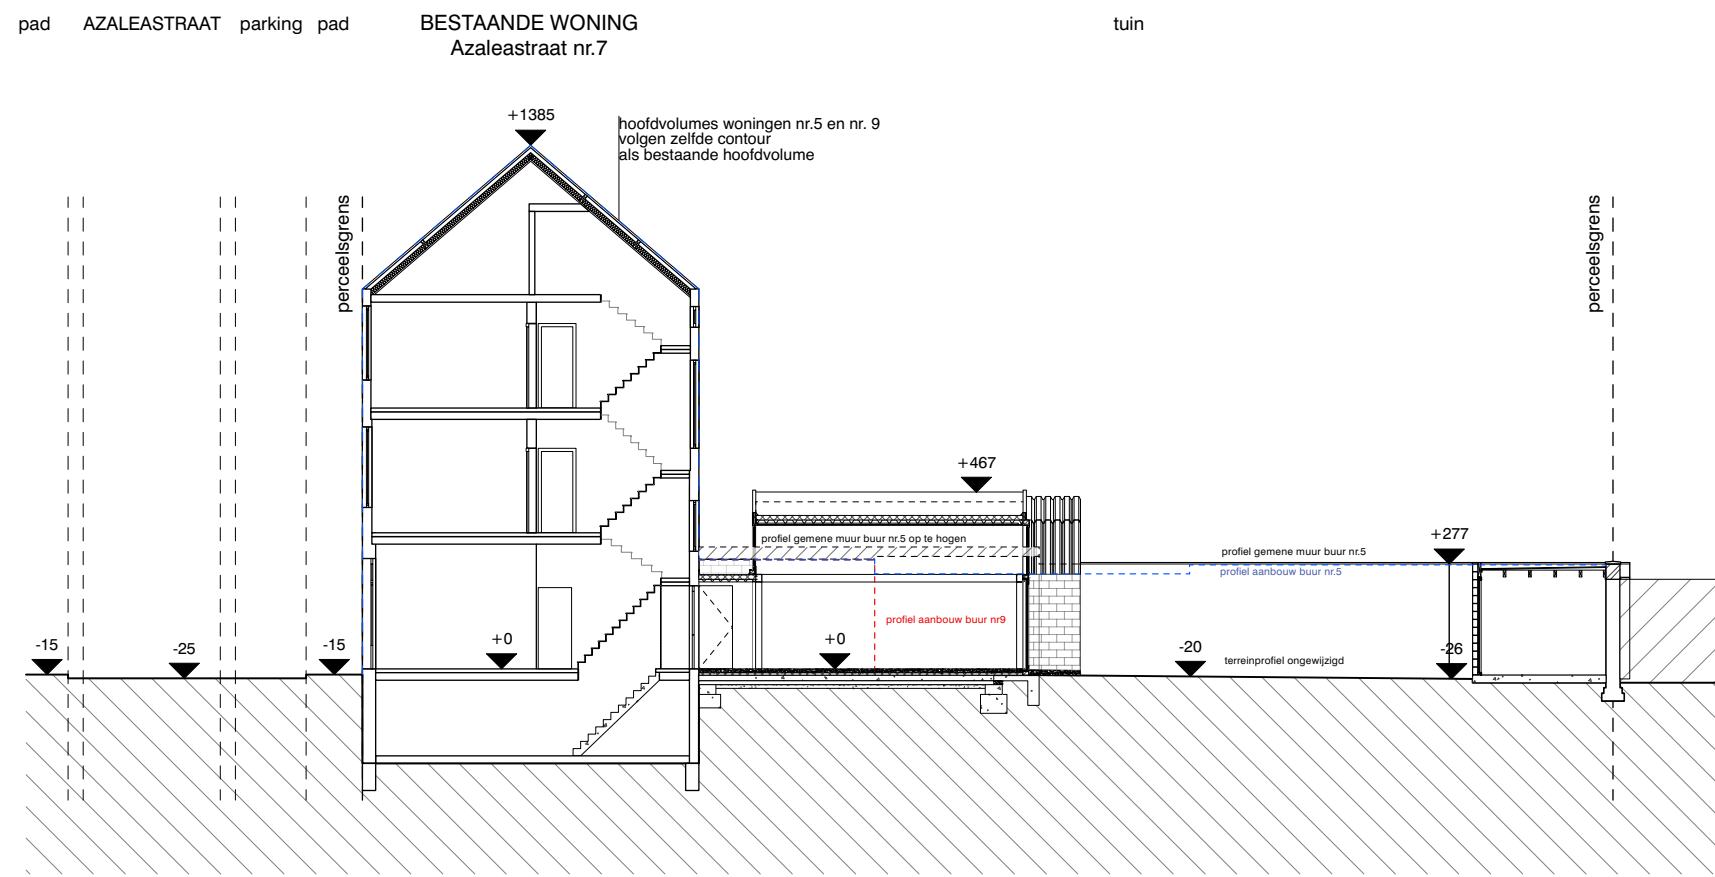 pad AZALEASTRAAT parking pad BESTAANDE WONING tuin
Azaleastraat nr.7
+1385
hoofdvolumes woningen nr.5 en nr. 9
volgen zelfde contour
als bestaande hoofdvolume
perceelsgrens
perceelsgrens
+467
profiel gemene muur buur nr.5 op te hogen
+277
profiel gemene muur buur nr.5
profiel aanbouw buur nr.5
profiel aanbouw buur nr9
-15
-25
-15
+0
+0
-20
terreinprofiel ongewijzigd
-26